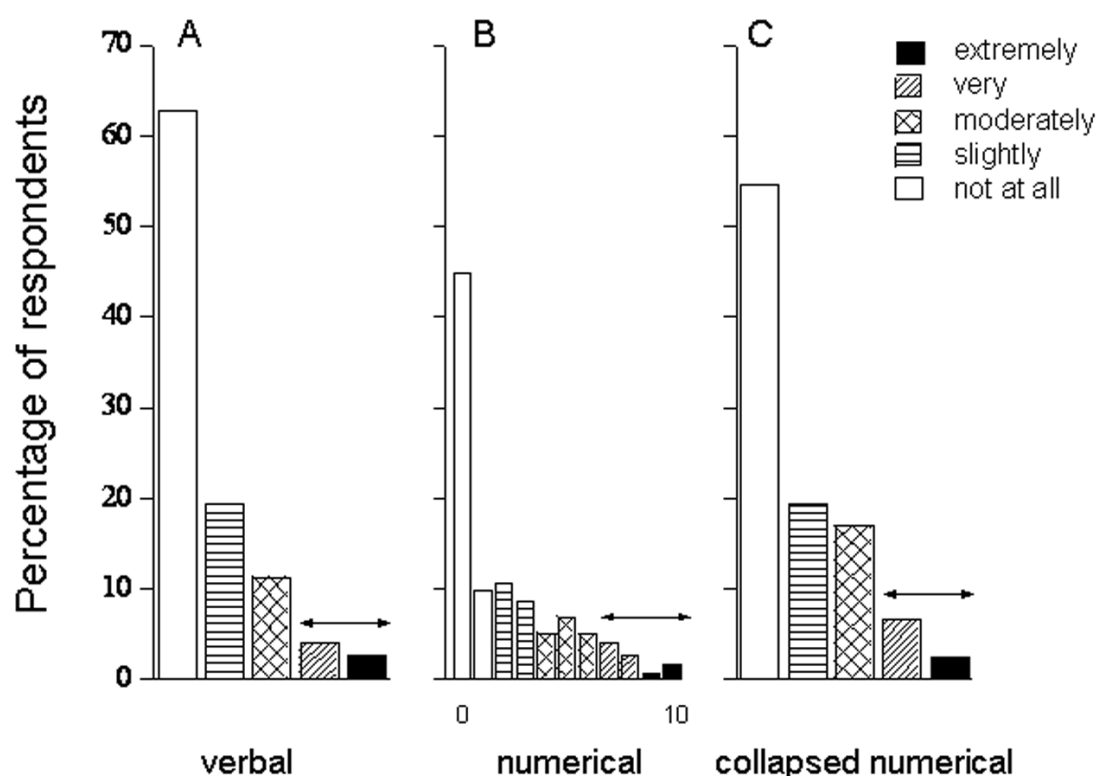 A
B
C
extremely
very
moderately
slightly
not at all
Percentage of respondents
70
60
50
40
30
20
10
0
0
10
verbal
numerical
collapsed numerical